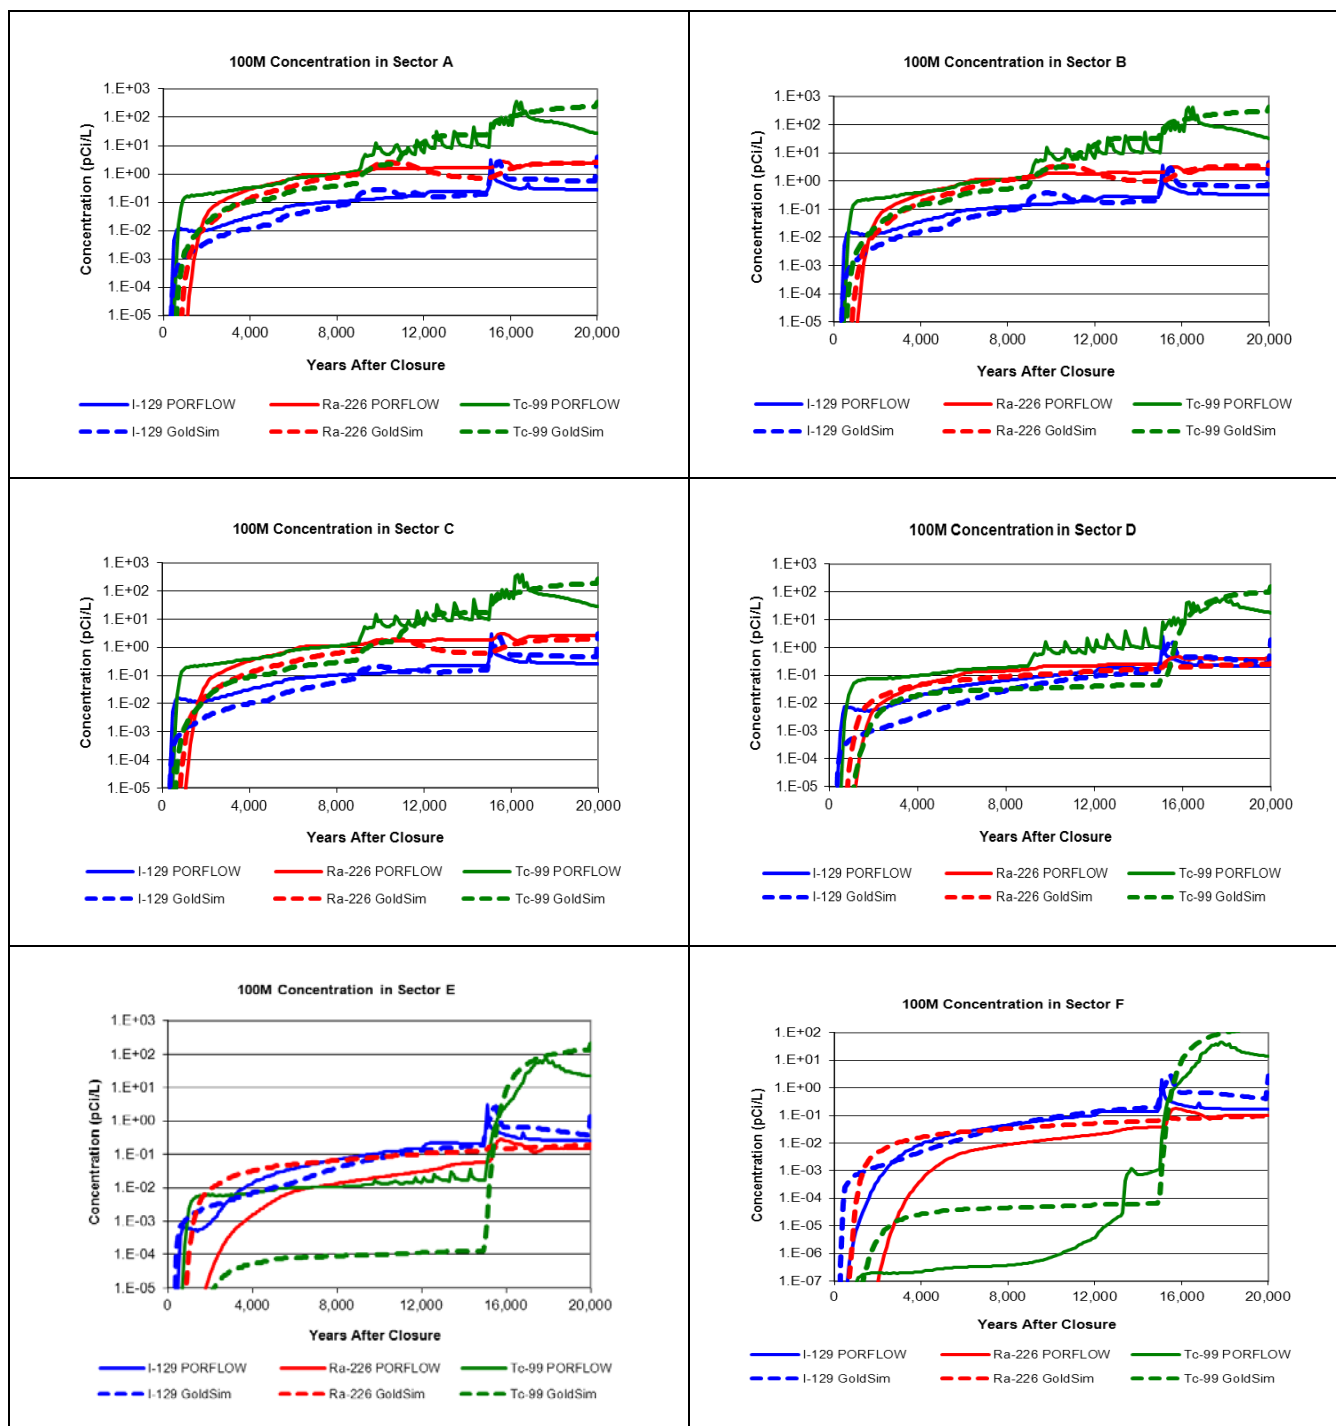 100M Concentration in Sector A
1.E+03
1.E+02
1.E+01
1.E+00
1.E-01
1.E-02
1.E-03
1.E-04
1.E-05
Concentration (pCi/L)
0 4,000 8,000 12,000 16,000 20,000
Years After Closure
I-129 PORFLOW Ra-226 PORFLOW Tc-99 PORFLOW
I-129 GoldSim Ra-226 GoldSim Tc-99 GoldSim
100M Concentration in Sector B
1.E+03
1.E+02
1.E+01
1.E+00
1.E-01
1.E-02
1.E-03
1.E-04
1.E-05
Concentration (pCi/L)
0 4,000 8,000 12,000 16,000 20,000
Years After Closure
I-129 PORFLOW Ra-226 PORFLOW Tc-99 PORFLOW
I-129 GoldSim Ra-226 GoldSim Tc-99 GoldSim
100M Concentration in Sector C
1.E+03
1.E+02
1.E+01
1.E+00
1.E-01
1.E-02
1.E-03
1.E-04
1.E-05
Concentration (pCi/L)
0 4,000 8,000 12,000 16,000 20,000
Years After Closure
I-129 PORFLOW Ra-226 PORFLOW Tc-99 PORFLOW
I-129 GoldSim Ra-226 GoldSim Tc-99 GoldSim
100M Concentration in Sector D
1.E+03
1.E+02
1.E+01
1.E+00
1.E-01
1.E-02
1.E-03
1.E-04
1.E-05
Concentration (pCi/L)
0 4,000 8,000 12,000 16,000 20,000
Years After Closure
I-129 PORFLOW Ra-226 PORFLOW Tc-99 PORFLOW
I-129 GoldSim Ra-226 GoldSim Tc-99 GoldSim
100M Concentration in Sector E
1.E+03
1.E+02
1.E+01
1.E+00
1.E-01
1.E-02
1.E-03
1.E-04
1.E-05
Concentration (pCi/L)
0 4,000 8,000 12,000 16,000 20,000
Years After Closure
I-129 PORFLOW Ra-226 PORFLOW Tc-99 PORFLOW
I-129 GoldSim Ra-226 GoldSim Tc-99 GoldSim
100M Concentration in Sector F
1.E+02
1.E+01
1.E+00
1.E-01
1.E-02
1.E-03
1.E-04
1.E-05
1.E-06
1.E-07
Concentration (pCi/L)
0 4,000 8,000 12,000 16,000 20,000
Years After Closure
I-129 PORFLOW Ra-226 PORFLOW Tc-99 PORFLOW
I-129 GoldSim Ra-226 GoldSim Tc-99 GoldSim